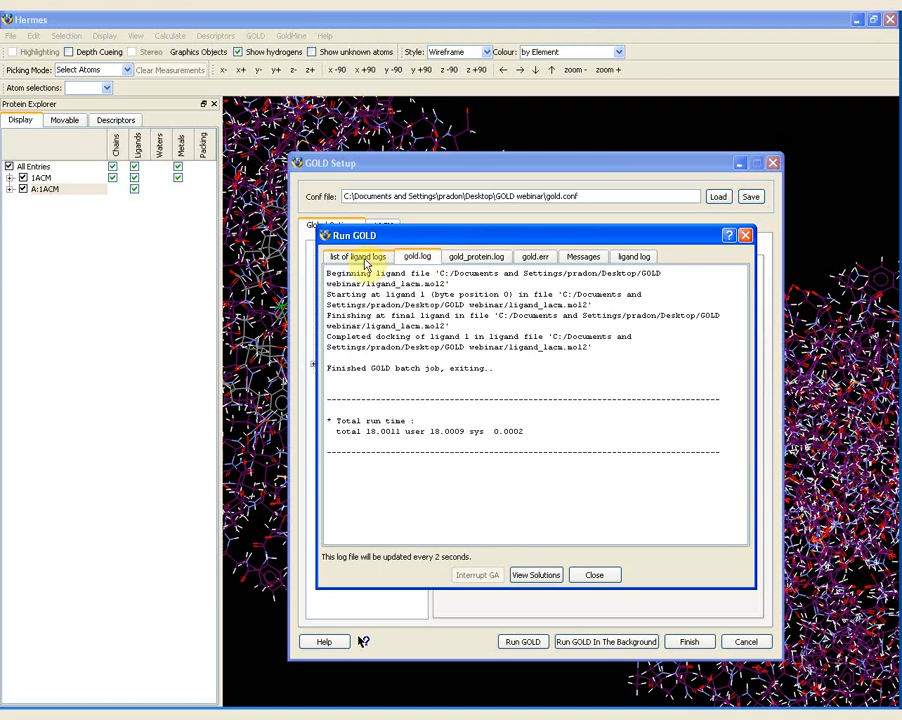 Hermes
File Edit Selection Display View Calculate Descriptors GOLD GoldMine Help
Highlighting Depth Cueing Stereo Graphics Objects Show hydrogens Show unknown atoms Style: Wireframe Colour: by Element
Picking Mode: Select Atoms Clear Measurements x- x+ y- y+ z- z+ x -90 x +90 y -90 y +90 z -90 z +90 zoom - zoom +
Atom selections:
Protein Explorer
Display Movable Descriptors
Chains Ligands Waters Metals Packing
All Entries
1ACM
A:1ACM
GOLD Setup
Conf file: C:\Documents and Settings\pradon\Desktop\GOLD webinar\gold.conf Load Save
Run GOLD
list of ligand logs gold.log gold_protein.log gold.err Messages ligand log
Beginning ligand file 'C:/Documents and Settings/pradon/Desktop/GOLD
webinar/ligand_1acm.mol2'
Starting at ligand 1 (byte position 0) in file 'C:/Documents and
Settings/pradon/Desktop/GOLD webinar/ligand_1acm.mol2'
Finishing at final ligand in file 'C:/Documents and Settings/pradon/Desktop/GOLD
webinar/ligand_1acm.mol2'
Completed docking of ligand 1 in ligand file 'C:/Documents and
Settings/pradon/Desktop/GOLD webinar/ligand_1acm.mol2'
Finished GOLD batch job, exiting..
* Total run time :
total 18.0011 user 18.0009 sys 0.0002
This log file will be updated every 2 seconds.
Interrupt GA View Solutions Close
Help Run GOLD Run GOLD In The Background Finish Cancel